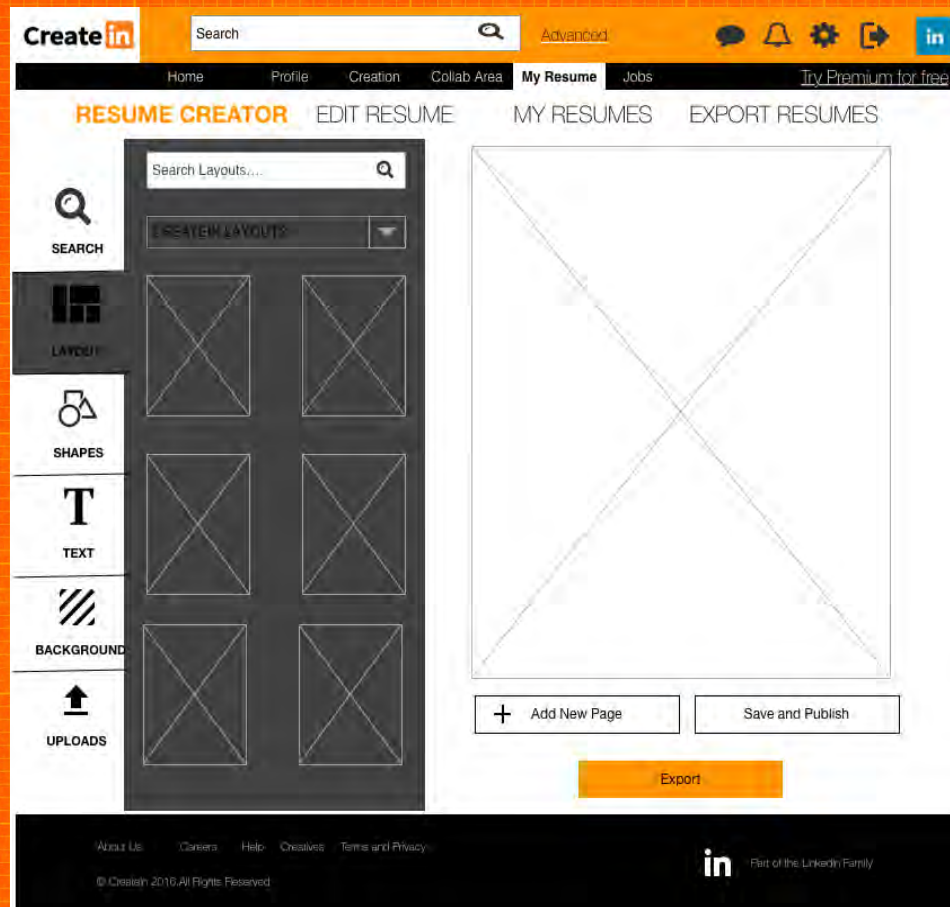 Create in
Search
Advanced
in
Home Profile Creation Collab Area My Resume Jobs Try Premium for free
RESUME CREATOR EDIT RESUME MY RESUMES EXPORT RESUMES
Search Layouts....
CREATEIN LAYOUTS
SEARCH
LAYOUT
SHAPES
T
TEXT
BACKGROUND
UPLOADS
Add New Page
Save and Publish
Export
About Us Careers Help Creatives Terms and Privacy
in Part of the LinkedIn Family
© CreateIn 2016.All Rights Reserved